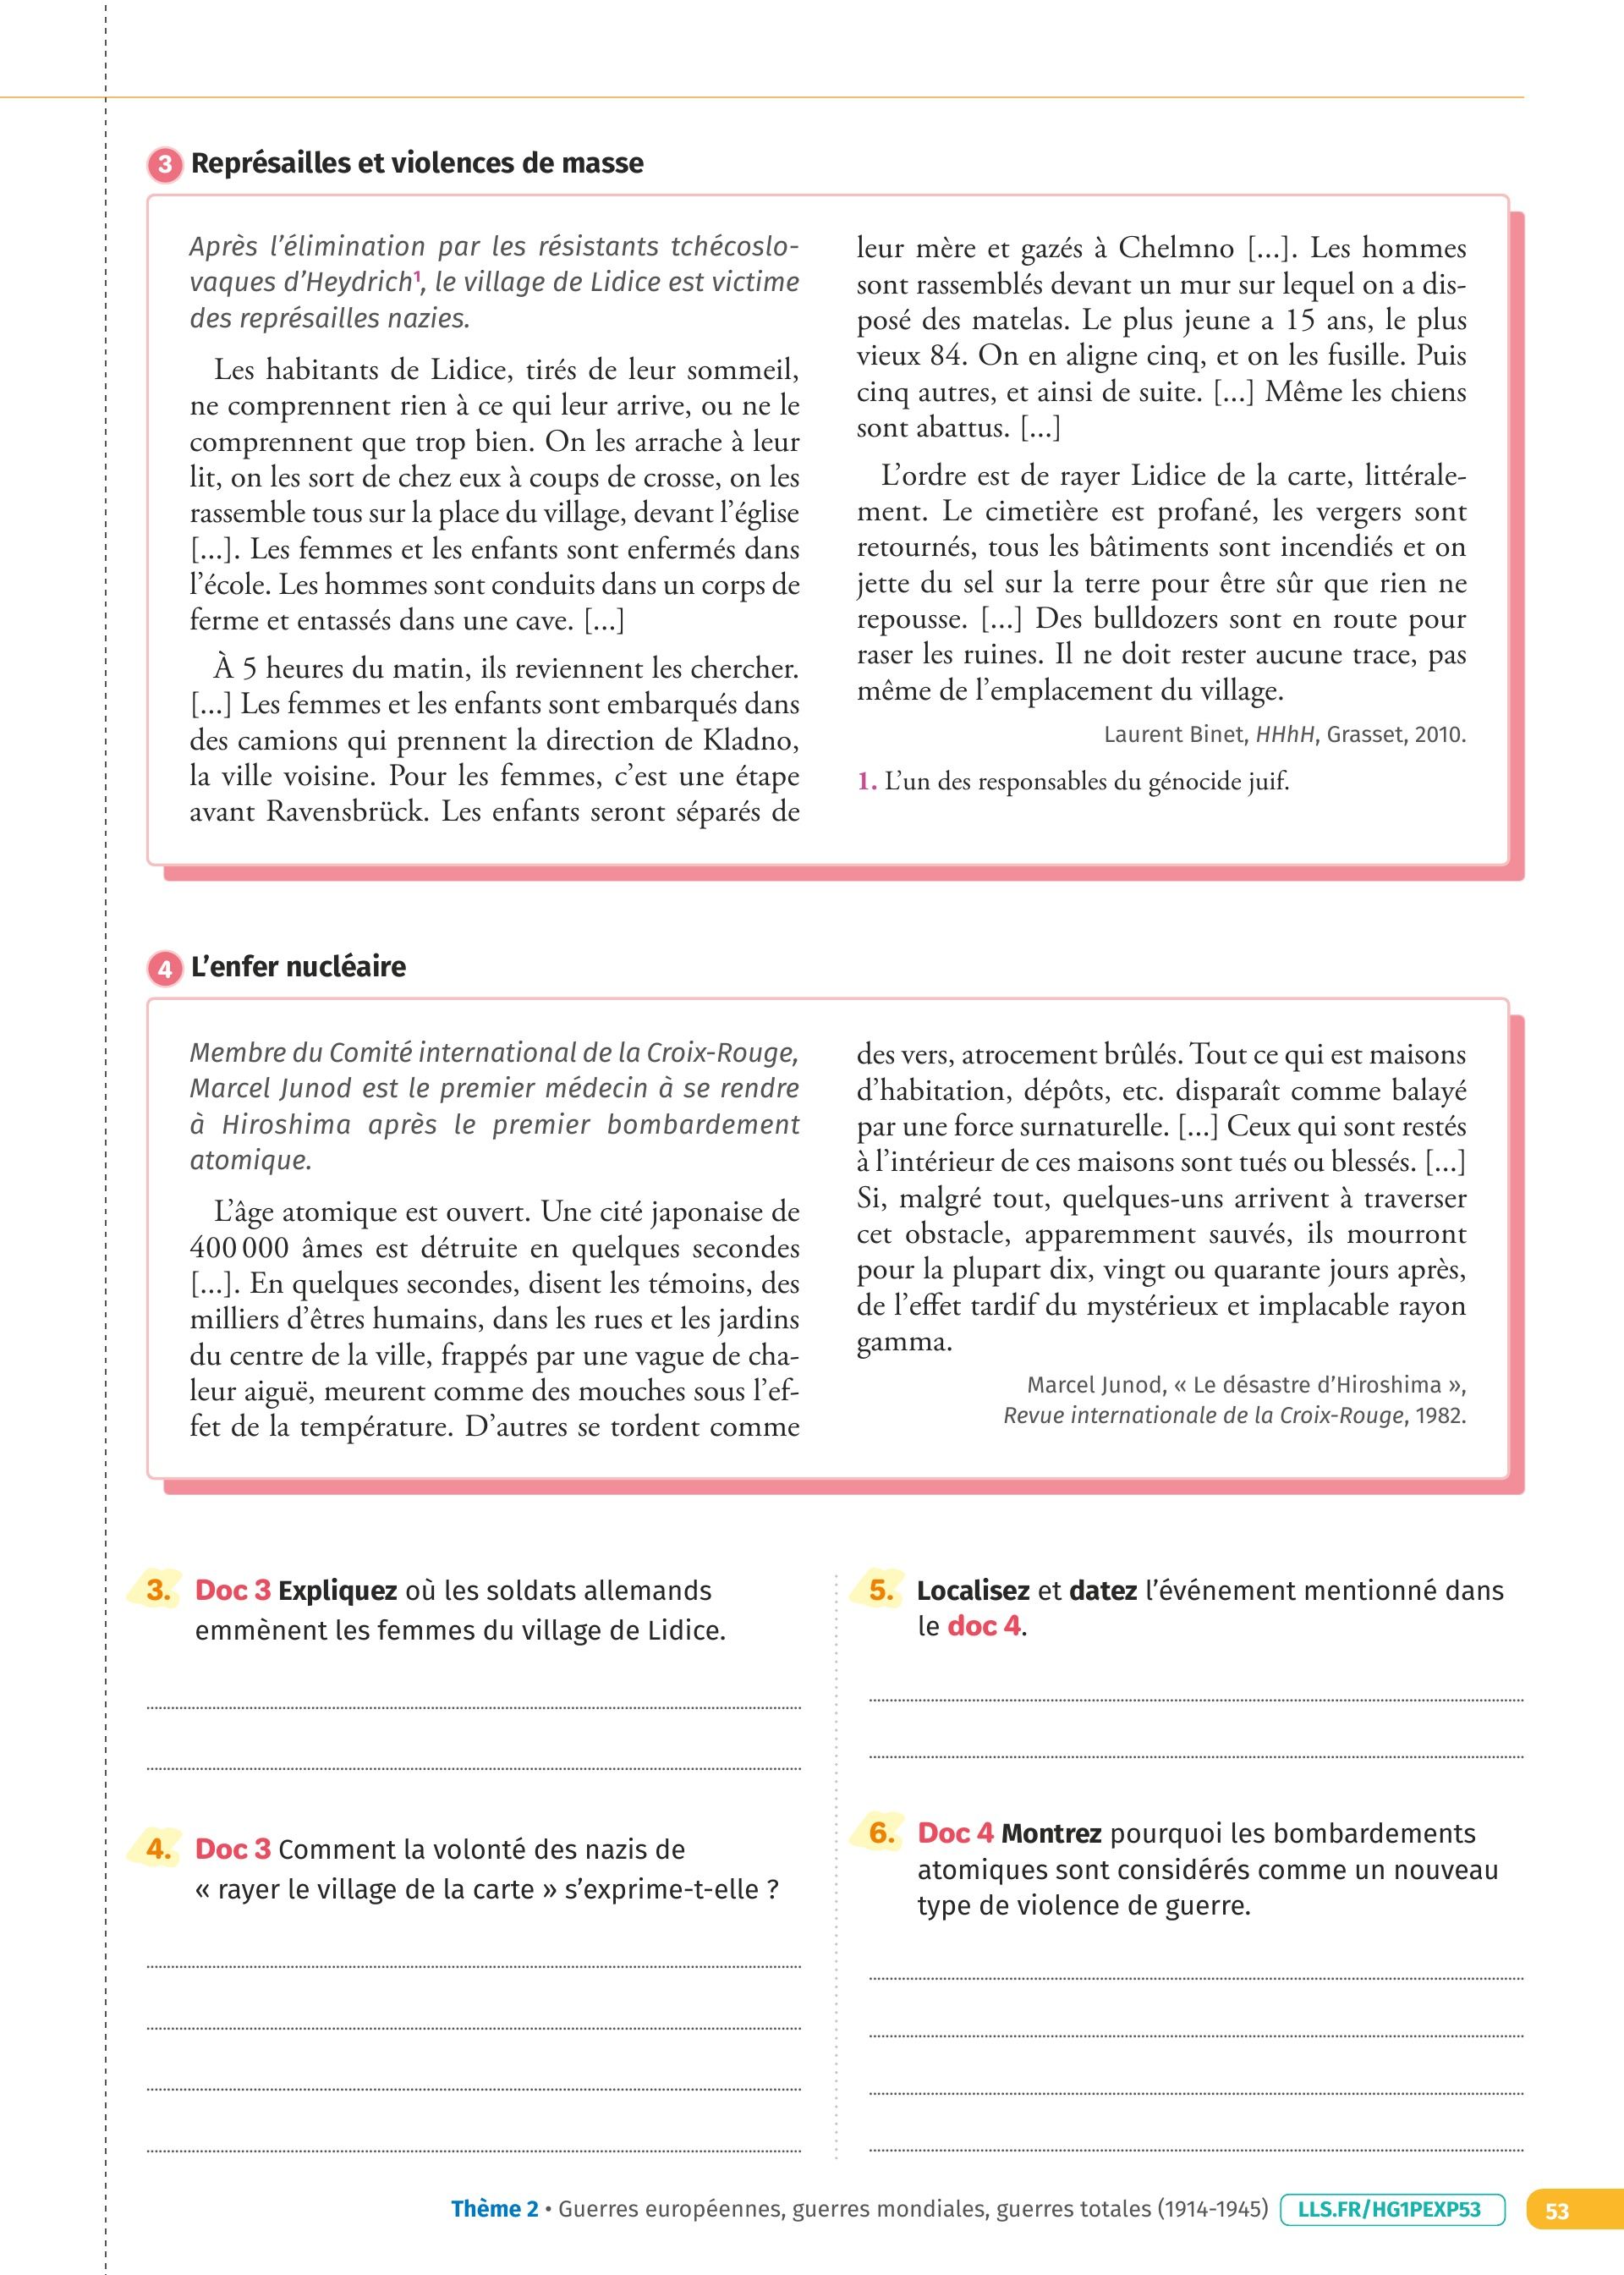 3 Représailles et violences de masse
Après l’élimination par les résistants tchécoslo-
vaques d’Heydrich¹, le village de Lidice est victime
des représailles nazies.
Les habitants de Lidice, tirés de leur sommeil,
ne comprennent rien à ce qui leur arrive, ou ne le
comprennent que trop bien. On les arrache à leur
lit, on les sort de chez eux à coups de crosse, on les
rassemble tous sur la place du village, devant l’église
[...]. Les femmes et les enfants sont enfermés dans
l’école. Les hommes sont conduits dans un corps de
ferme et entassés dans une cave. [...]
À 5 heures du matin, ils reviennent les chercher.
[...] Les femmes et les enfants sont embarqués dans
des camions qui prennent la direction de Kladno,
la ville voisine. Pour les femmes, c’est une étape
avant Ravensbrück. Les enfants seront séparés de
leur mère et gazés à Chelmno [...]. Les hommes
sont rassemblés devant un mur sur lequel on a dis-
posé des matelas. Le plus jeune a 15 ans, le plus
vieux 84. On en aligne cinq, et on les fusille. Puis
cinq autres, et ainsi de suite. [...] Même les chiens
sont abattus. [...]
L’ordre est de rayer Lidice de la carte, littérale-
ment. Le cimetière est profané, les vergers sont
retournés, tous les bâtiments sont incendiés et on
jette du sel sur la terre pour être sûr que rien ne
repousse. [...] Des bulldozers sont en route pour
raser les ruines. Il ne doit rester aucune trace, pas
même de l’emplacement du village.
Laurent Binet, HHhH, Grasset, 2010.
1. L’un des responsables du génocide juif.
4 L’enfer nucléaire
Membre du Comité international de la Croix-Rouge,
Marcel Junod est le premier médecin à se rendre
à Hiroshima après le premier bombardement
atomique.
L’âge atomique est ouvert. Une cité japonaise de
400 000 âmes est détruite en quelques secondes
[...]. En quelques secondes, disent les témoins, des
milliers d’êtres humains, dans les rues et les jardins
du centre de la ville, frappés par une vague de cha-
leur aiguë, meurent comme des mouches sous l’ef-
fet de la température. D’autres se tordent comme
des vers, atrocement brûlés. Tout ce qui est maisons
d’habitation, dépôts, etc. disparaît comme balayé
par une force surnaturelle. [...] Ceux qui sont restés
à l’intérieur de ces maisons sont tués ou blessés. [...]
Si, malgré tout, quelques-uns arrivent à traverser
cet obstacle, apparemment sauvés, ils mourront
pour la plupart dix, vingt ou quarante jours après,
de l’effet tardif du mystérieux et implacable rayon
gamma.
Marcel Junod, « Le désastre d’Hiroshima »,
Revue internationale de la Croix-Rouge, 1982.
3. Doc 3 Expliquez où les soldats allemands
emmènent les femmes du village de Lidice.
4. Doc 3 Comment la volonté des nazis de
« rayer le village de la carte » s’exprime-t-elle ?
5. Localisez et datez l’événement mentionné dans
le doc 4.
6. Doc 4 Montrez pourquoi les bombardements
atomiques sont considérés comme un nouveau
type de violence de guerre.
Thème 2 • Guerres européennes, guerres mondiales, guerres totales (1914-1945) LLS.FR/HG1PEXP53 53